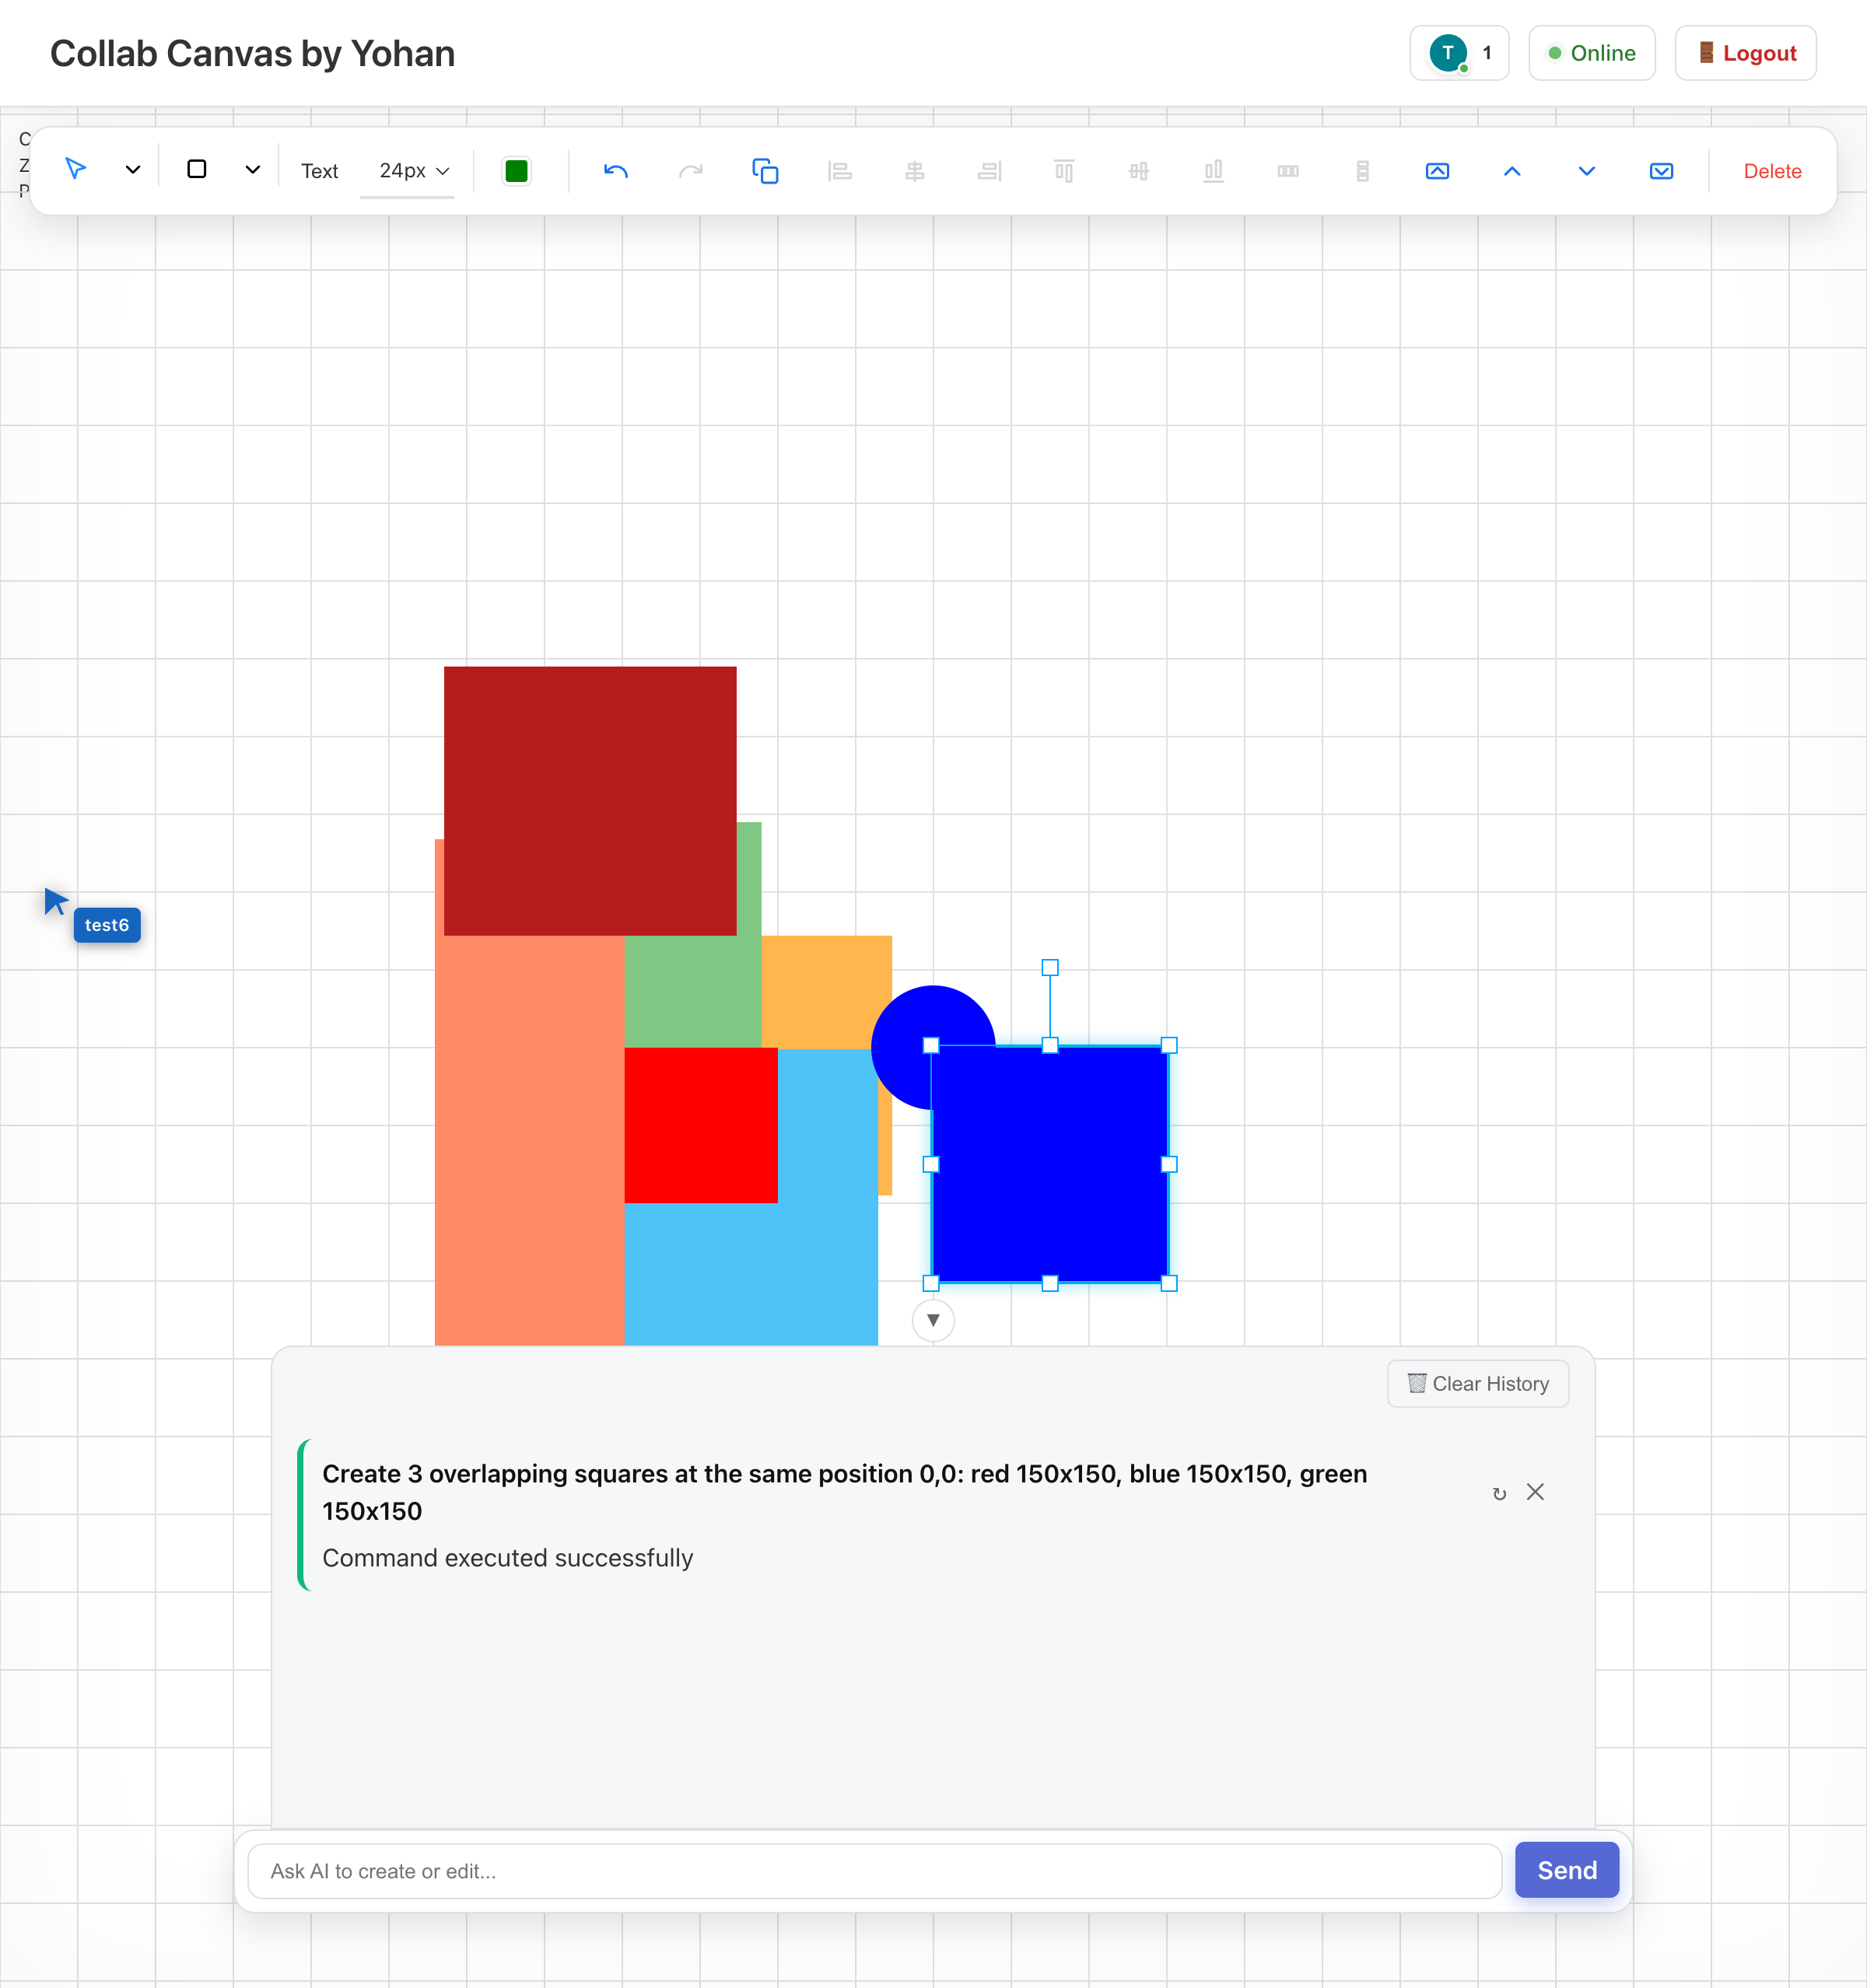 Collab Canvas by Yohan
T 1
Online
Logout
C
Z
P
Text 24px
Delete
test6
Clear History
Create 3 overlapping squares at the same position 0,0: red 150x150, blue 150x150, green
150x150
Command executed successfully
Ask AI to create or edit...
Send